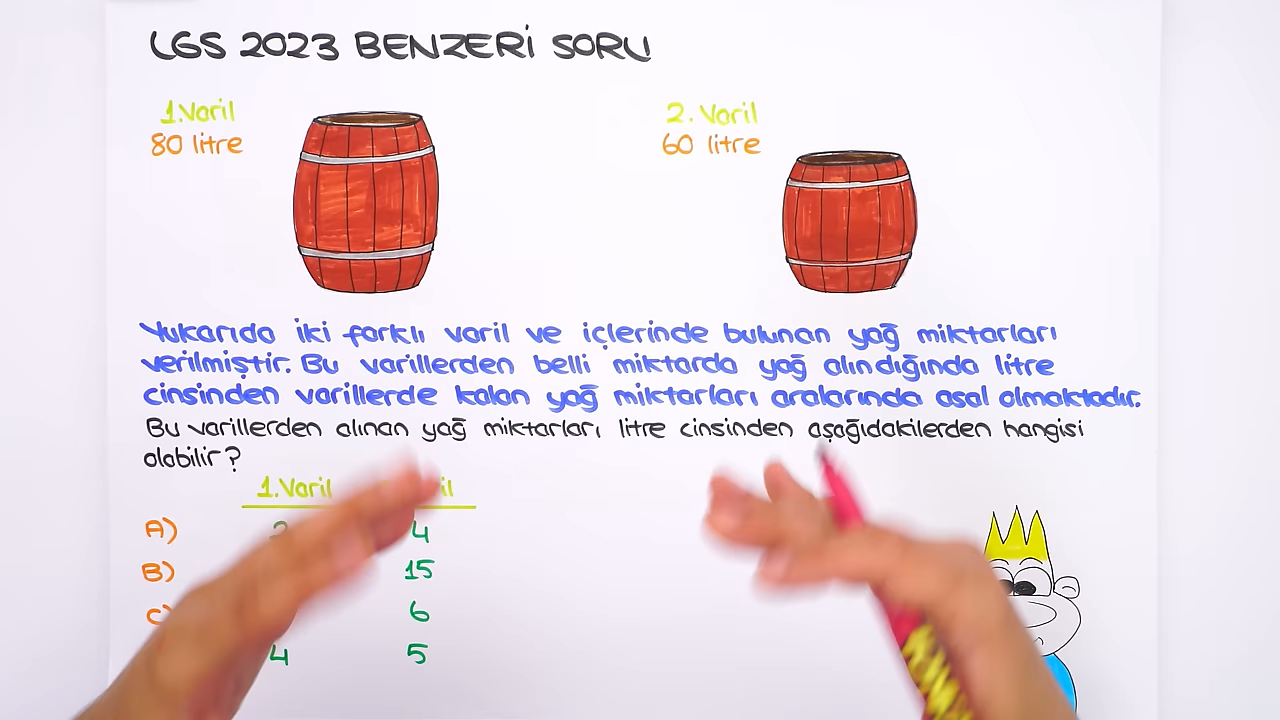 LGS 2023 BENZERİ SORU
1.Varil
80 litre
2. Varil
60 litre
Yukarıda iki farklı varil ve içlerinde bulunan yağ miktarları
verilmiştir. Bu varillerden belli miktarda yağ alındığında litre
cinsinden varillerde kalan yağ miktarları aralarında asal olmaktadır.
Bu varillerden alınan yağ miktarları litre cinsinden aşağıdakilerden hangisi
olabilir?
1.Varil
A) 4
B) 15
6
4 5